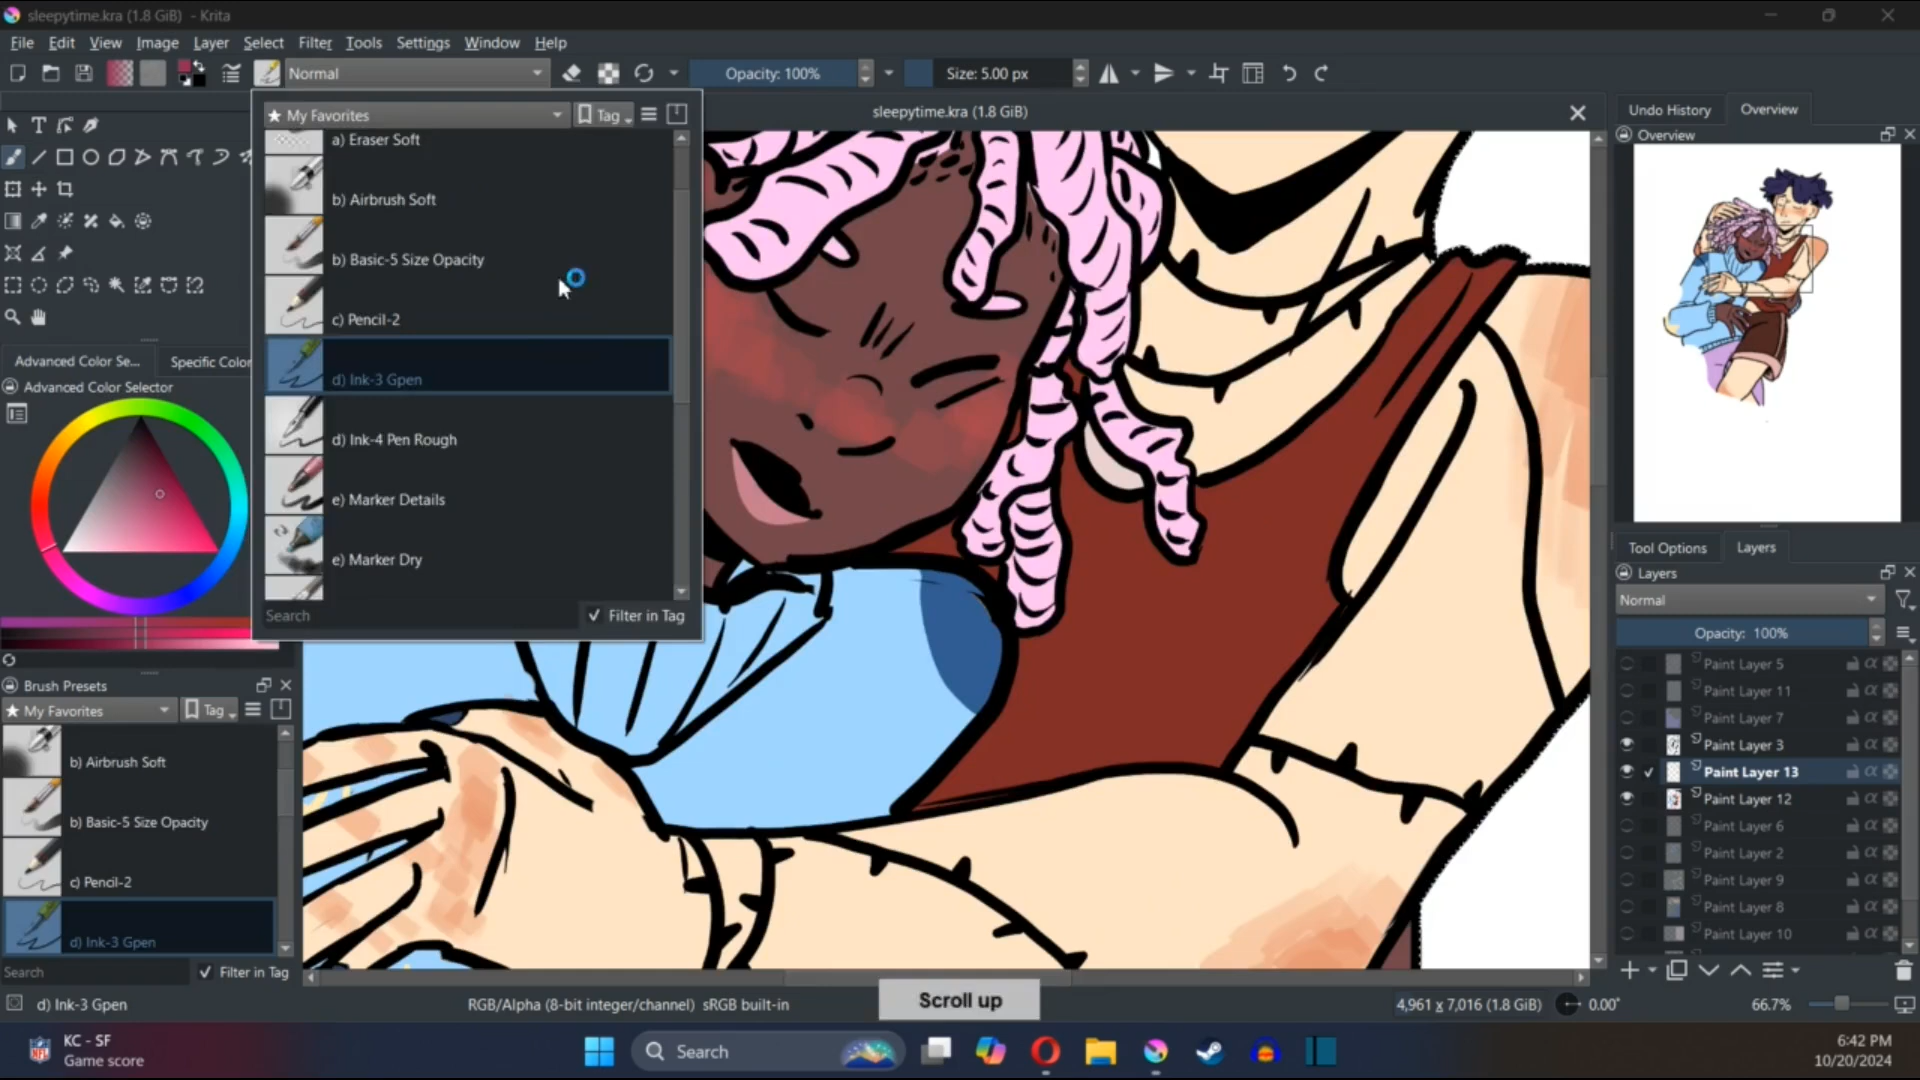 sleepytime.kra (1.8 GiB) - Krita
File Edit View Image Layer Select Filter Tools Settings Window Help
Normal
Opacity: 100%
Size: 5.00 px
My Favorites
Tag
sleepytime.kra (1.8 GiB)
a) Eraser Soft
b) Airbrush Soft
b) Basic-5 Size Opacity
c) Pencil-2
d) Ink-3 Gpen
d) Ink-4 Pen Rough
e) Marker Details
e) Marker Dry
Search
Filter in Tag
Advanced Color Se... Specific Color
Advanced Color Selector
Brush Presets
My Favorites
Tag
b) Airbrush Soft
b) Basic-5 Size Opacity
c) Pencil-2
d) Ink-3 Gpen
Search
Filter in Tag
Undo History Overview
Overview
Tool Options Layers
Layers
Normal
Opacity: 100%
Paint Layer 5
Paint Layer 11
Paint Layer 7
Paint Layer 3
Paint Layer 13
Paint Layer 12
Paint Layer 6
Paint Layer 2
Paint Layer 9
Paint Layer 8
Paint Layer 10
d) Ink-3 Gpen
RGB/Alpha (8-bit integer/channel) sRGB built-in
Scroll up
4,961 x 7,016 (1.8 GiB)
0.00°
66.7%
KC - SF
Game score
Search
6:42 PM
10/20/2024